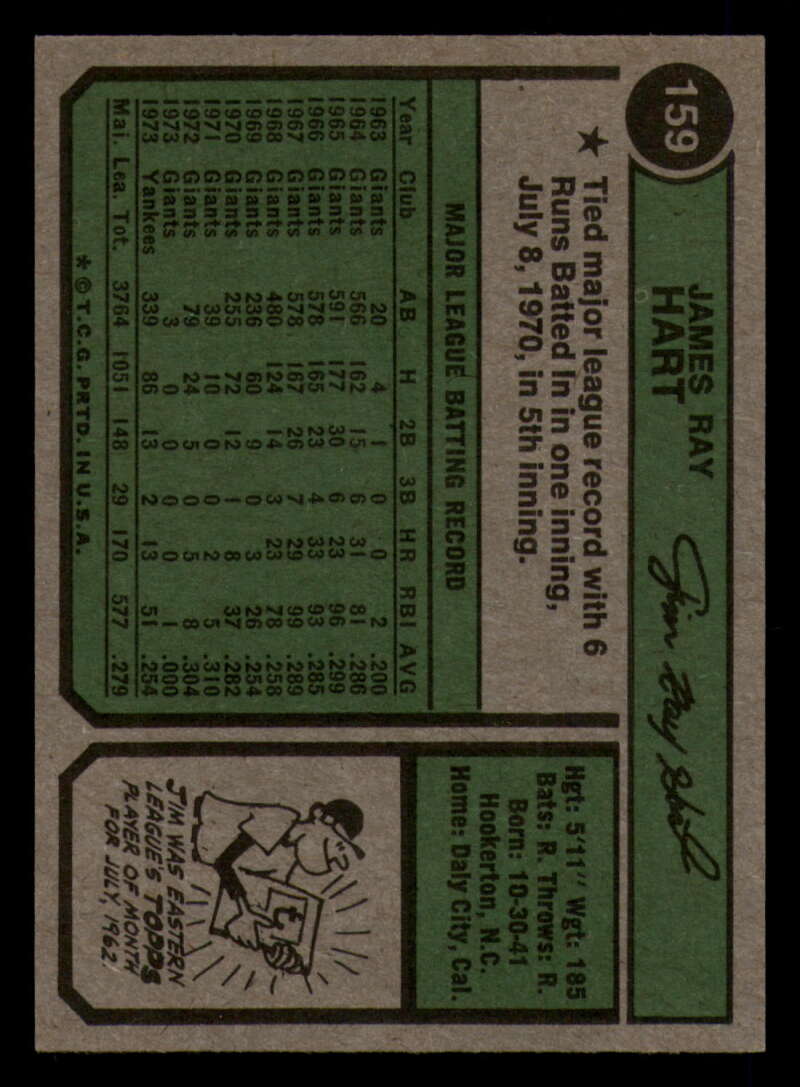 159
JAMES RAY
HART
Jim Ray Hart
★ Tied major league record with 6
Runs Batted In in one inning,
July 8, 1970, in 5th inning.
MAJOR LEAGUE BATTING RECORD
Year Club AB H 2B 3B HR RBI AVG
1963 Giants 20 4 1 0 0 2 .200
1964 Giants 566 162 15 6 31 81 .286
1965 Giants 591 177 30 6 23 96 .299
1966 Giants 578 165 23 4 33 93 .285
1967 Giants 578 167 26 7 29 99 .289
1968 Giants 480 124 14 3 23 78 .258
1969 Giants 236 60 9 0 3 26 .254
1970 Giants 255 72 12 1 8 37 .282
1971 Giants 39 10 0 0 2 5 .310
1972 Giants 79 24 5 0 5 8 .304
1973 Giants 3 0 0 0 0 1 .000
1973 Yankees 339 86 13 2 13 51 .254
Maj. Lea. Tot. 3764 1051 148 29 170 577 .279
* © T.C.G. PRTD. IN U.S.A.
Hgt: 5'11" Wgt: 185
Bats: R. Throws: R.
Born: 10-30-41
Hookerton, N.C.
Home: Daly City, Cal.
"?
JIM WAS EASTERN
LEAGUE'S TOPPS
PLAYER OF MONTH
FOR JULY, 1962.